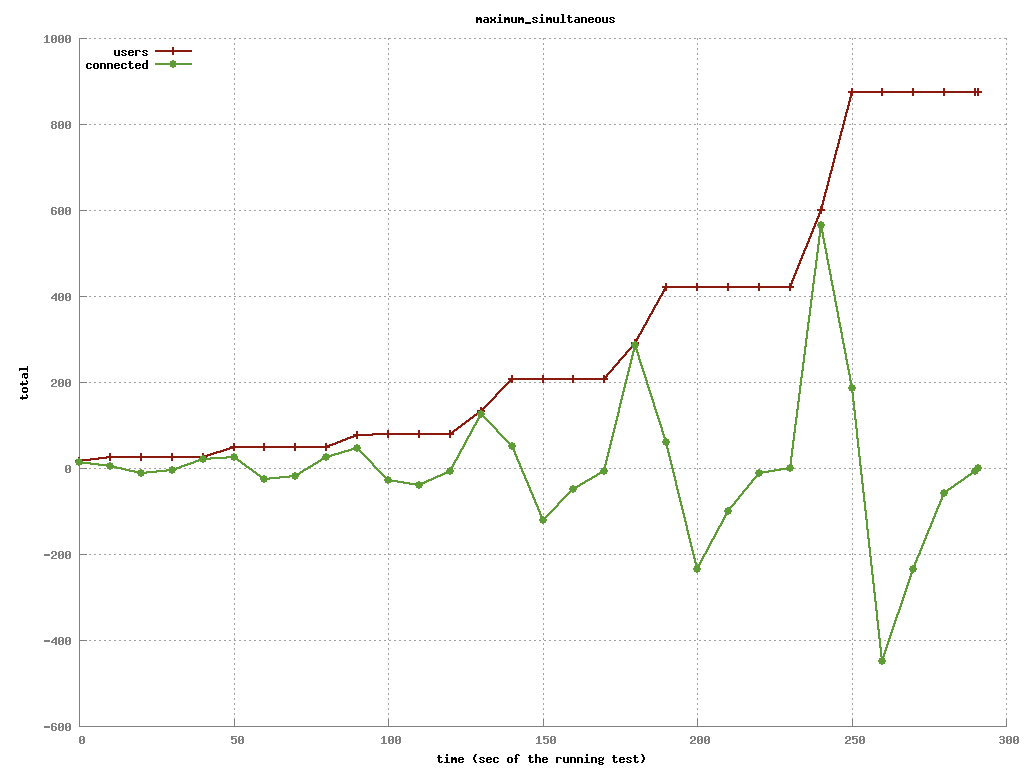 maximum_simultaneous
users
connected
1000
800
600
400
200
0
-200
-400
-600
total
0 50 100 150 200 250 300
time (sec of the running test)